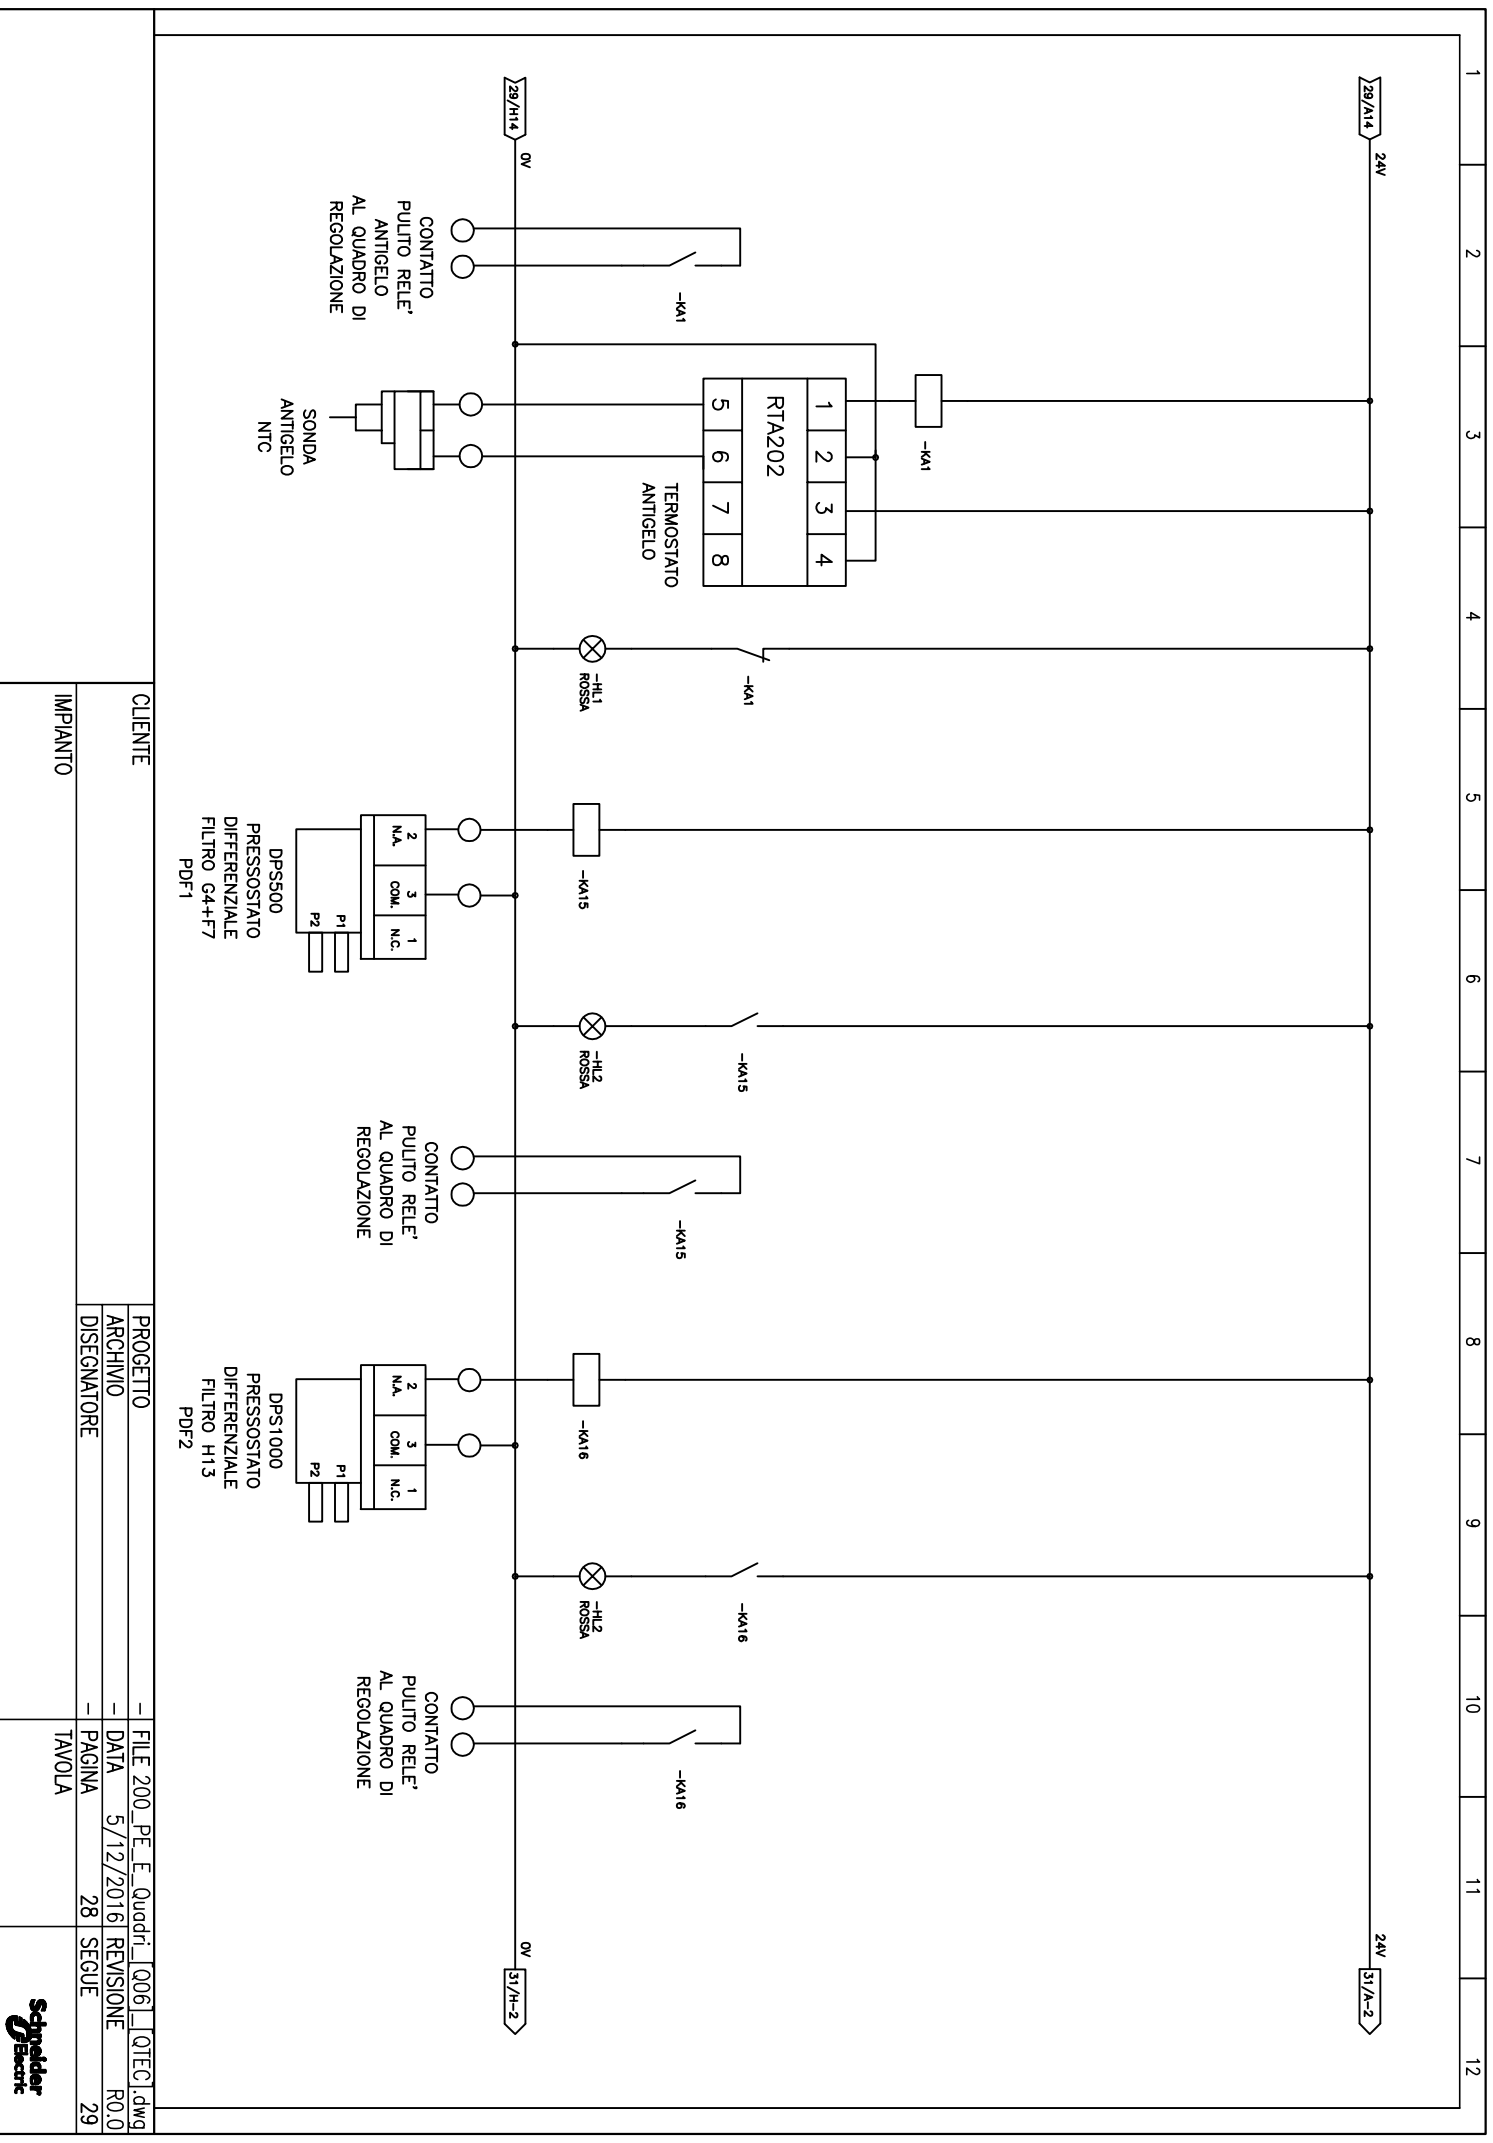 1
2
3
4
5
6
7
8
9
10
11
12
29/A14
24V
24V
31/A-2
-KA1
1
2
3
4
RTA202
5
6
7
8
TERMOSTATO
ANTIGELO
-KA1
-KA1
-KA15
-KA15
-KA16
-KA16
-HL1
ROSSA
-KA15
-HL2
ROSSA
-KA16
-HL2
ROSSA
29/H14
0V
0V
31/H-2
CONTATTO
PULITO RELE'
ANTIGELO
AL QUADRO DI
REGOLAZIONE
SONDA
ANTIGELO
NTC
2
N.A.
3
COM.
1
N.C.
P1
P2
DPS500
PRESSOSTATO
DIFFERENZIALE
FILTRO G4+F7
PDF1
CONTATTO
PULITO RELE'
AL QUADRO DI
REGOLAZIONE
2
N.A.
3
COM.
1
N.C.
P1
P2
DPS1000
PRESSOSTATO
DIFFERENZIALE
FILTRO H13
PDF2
CONTATTO
PULITO RELE'
AL QUADRO DI
REGOLAZIONE
CLIENTE
IMPIANTO
PROGETTO -
ARCHIVIO -
DISEGNATORE -
FILE 200_PE_E_Quadri_[Q06]_[QTEC].dwg
DATA 5/12/2016 REVISIONE R0.0
PAGINA 28 SEGUE 29
TAVOLA
Schneider
Electric